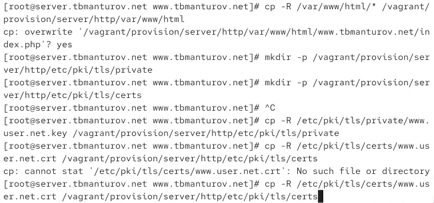 [root@server.tbmanturov.net www.tbmanturov.net]# cp -R /var/www/html/* /vagrant/
provision/server/http/var/www/html
cp: overwrite '/vagrant/provision/server/http/var/www/html/www.tbmanturov.net/in
dex.php'? yes
[root@server.tbmanturov.net www.tbmanturov.net]# mkdir -p /vagrant/provision/ser
ver/http/etc/pki/tls/private
[root@server.tbmanturov.net www.tbmanturov.net]# mkdir -p /vagrant/provision/ser
ver/http/etc/pki/tls/certs
[root@server.tbmanturov.net www.tbmanturov.net]# ^C
[root@server.tbmanturov.net www.tbmanturov.net]# cp -R /etc/pki/tls/private/www.
user.net.key /vagrant/provision/server/http/etc/pki/tls/private
[root@server.tbmanturov.net www.tbmanturov.net]# cp -R /etc/pki/tls/certs/www.us
er.net.crt /vagrant/provision/server/http/etc/pki/tls/certs
cp: cannot stat '/etc/pki/tls/certs/www.user.net.crt': No such file or directory
[root@server.tbmanturov.net www.tbmanturov.net]# cp -R /etc/pki/tls/certs/www.us
er.net.crt /vagrant/provision/server/http/etc/pki/tls/certs